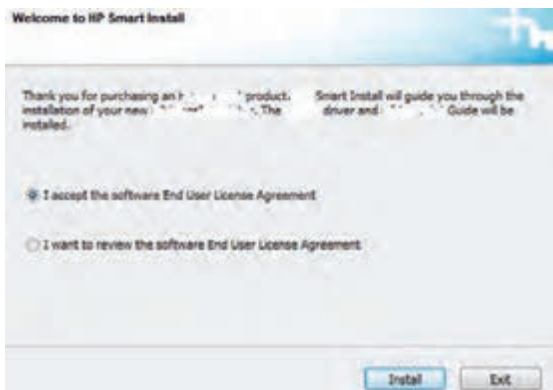 Welcome to HP Smart Install
Thank you for purchasing an product. Smart Install will guide you through the
installation of your new The driver and Guide will be
installed.
I accept the software End User License Agreement
I want to review the software End User License Agreement
Install Exit